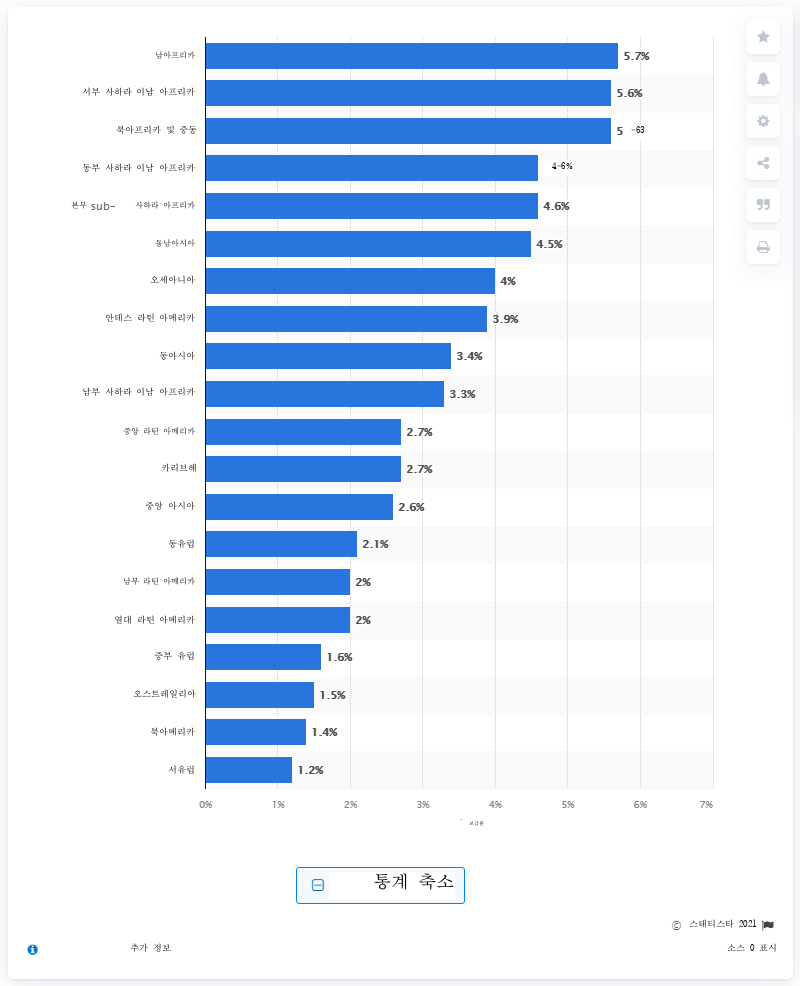 남아프리카 5.7%
서부 사하라 이남 아프리카 5.6%
북아프리카 및 중동 5 -63
동부 사하라 이남 아프리카 4-6%
본부 sub- 사하라 아프리카 4.6%
동남아시아 4.5%
오세아니아 4%
안데스 라틴 아메리카 3.9%
동아시아 3.4%
남부 사하라 이남 아프리카 3.3%
중앙 라틴 아메리카 2.7%
카리브해 2.7%
중앙 아시아 2.6%
동유럽 2.1%
남부 라틴 아메리카 2%
열대 라틴 아메리카 2%
중부 유럽 1.6%
오스트레일리아 1.5%
북아메리카 1.4%
서유럽 1.2%
0% 1% 2% 3% 4% 5% 6% 7%
통계 축소
© 스태티스타 2021
추가 정보 소스 0 표시